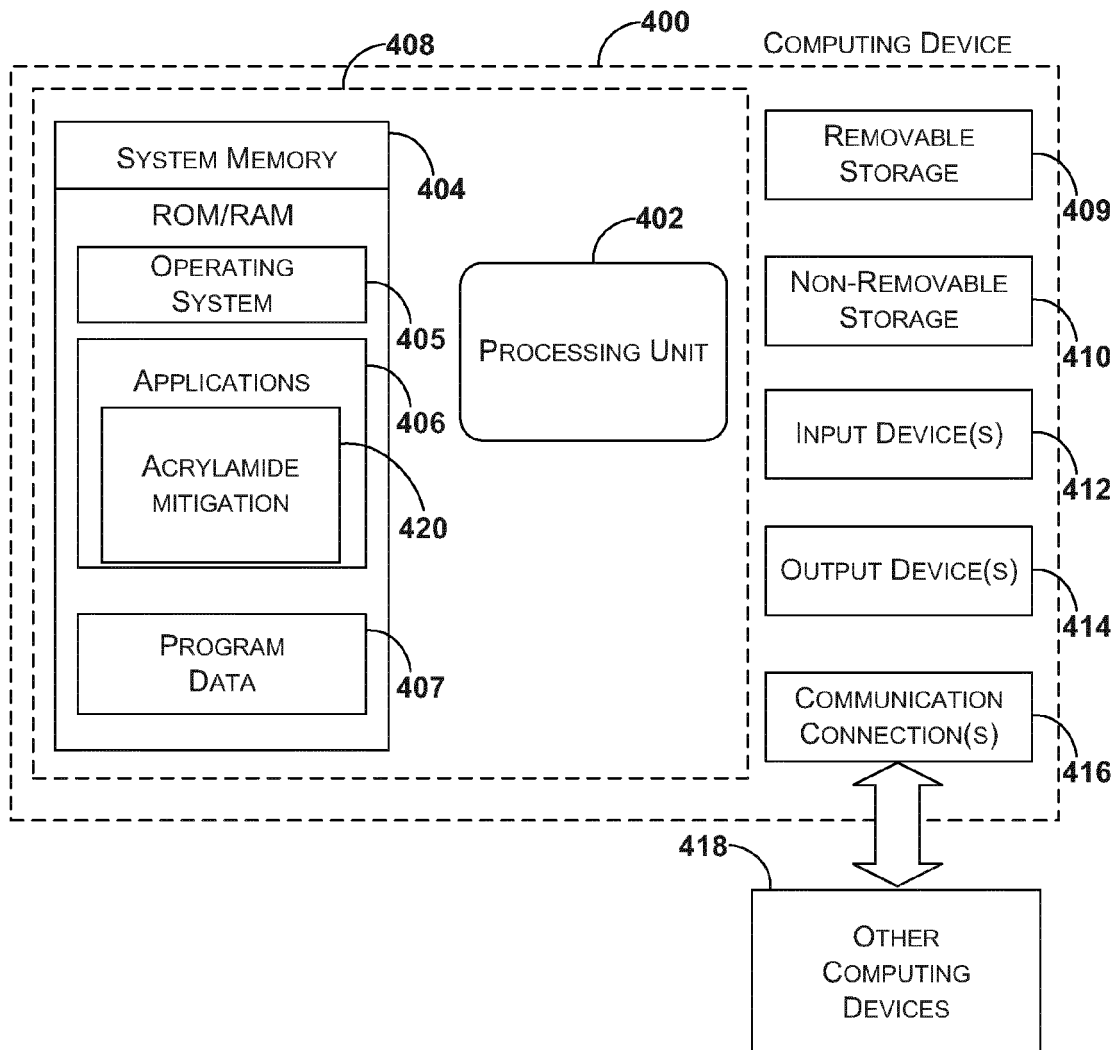 400
COMPUTING DEVICE
408
SYSTEM MEMORY
404
ROM/RAM
OPERATING
SYSTEM
405
APPLICATIONS
406
ACRYLAMIDE
MITIGATION
420
PROGRAM
DATA
407
402
PROCESSING UNIT
REMOVABLE
STORAGE
409
NON-REMOVABLE
STORAGE
410
INPUT DEVICE(S)
412
OUTPUT DEVICE(S)
414
COMMUNICATION
CONNECTION(S)
416
418
OTHER
COMPUTING
DEVICES